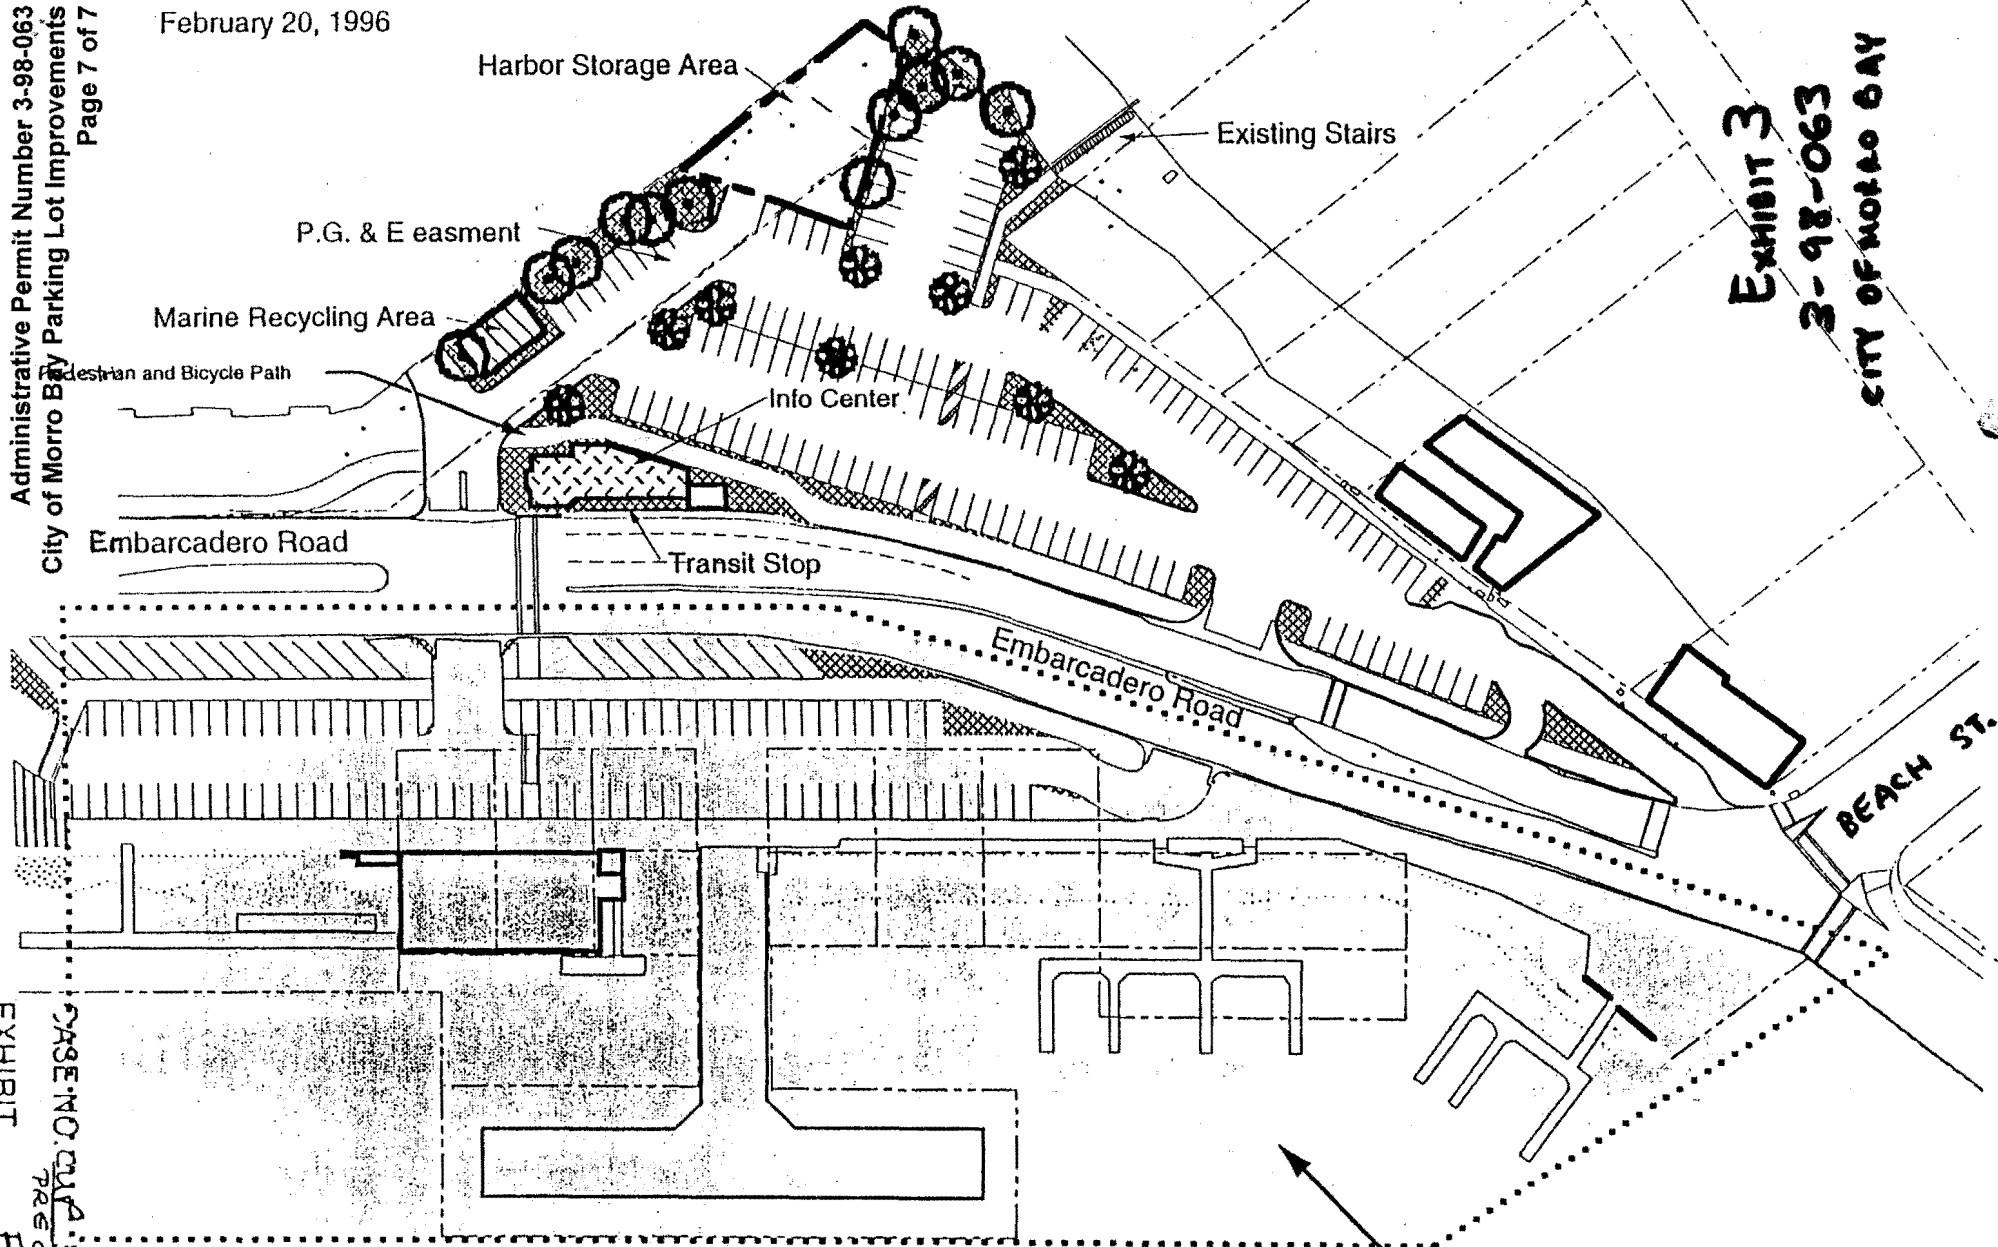 Administrative Permit Number 3-98-063
City of Morro Bay Parking Lot Improvements
Page 7 of 7
February 20, 1996
Harbor Storage Area
Existing Stairs
P.G. & E easment
Marine Recycling Area
Pedestrian and Bicycle Path
Info Center
Embarcadero Road
Transit Stop
Embarcadero Road
EXHIBIT 3
3-98-063
CITY OF MORRO BAY
BEACH ST.
CASE NO.
EXHIBIT